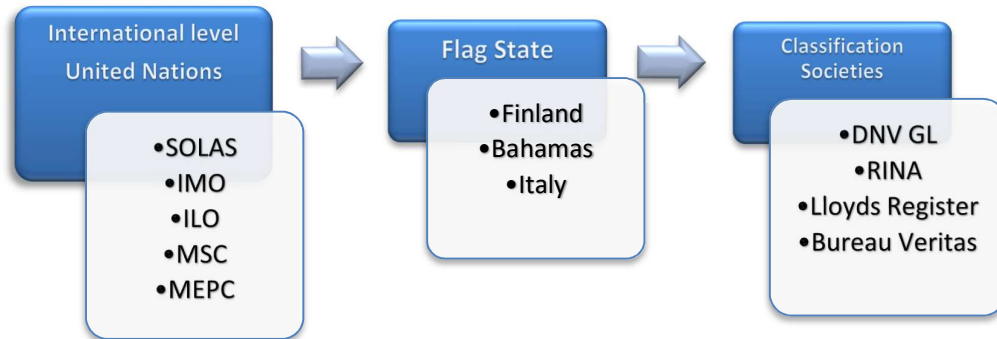 International level
United Nations
•SOLAS
•IMO
•ILO
•MSC
•MEPC
Flag State
•Finland
•Bahamas
•Italy
Classification
Societies
•DNV GL
•RINA
•Lloyds Register
•Bureau Veritas